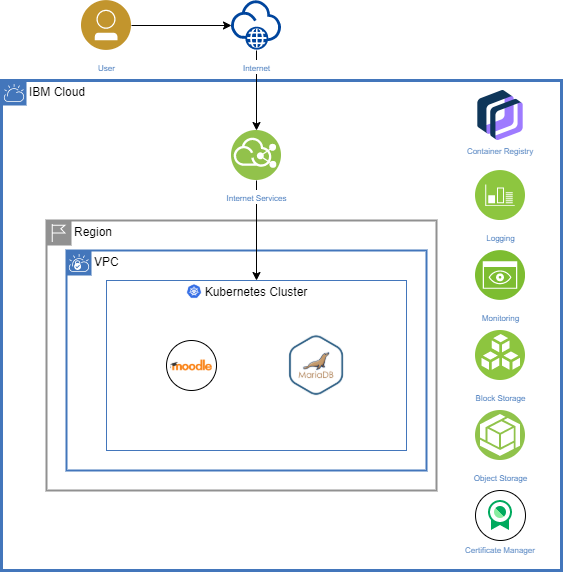 User
Internet
IBM Cloud
Container Registry
Internet Services
Logging
Region
VPC
Kubernetes Cluster
Monitoring
moodle
MariaDB
Block Storage
Object Storage
Certificate Manager